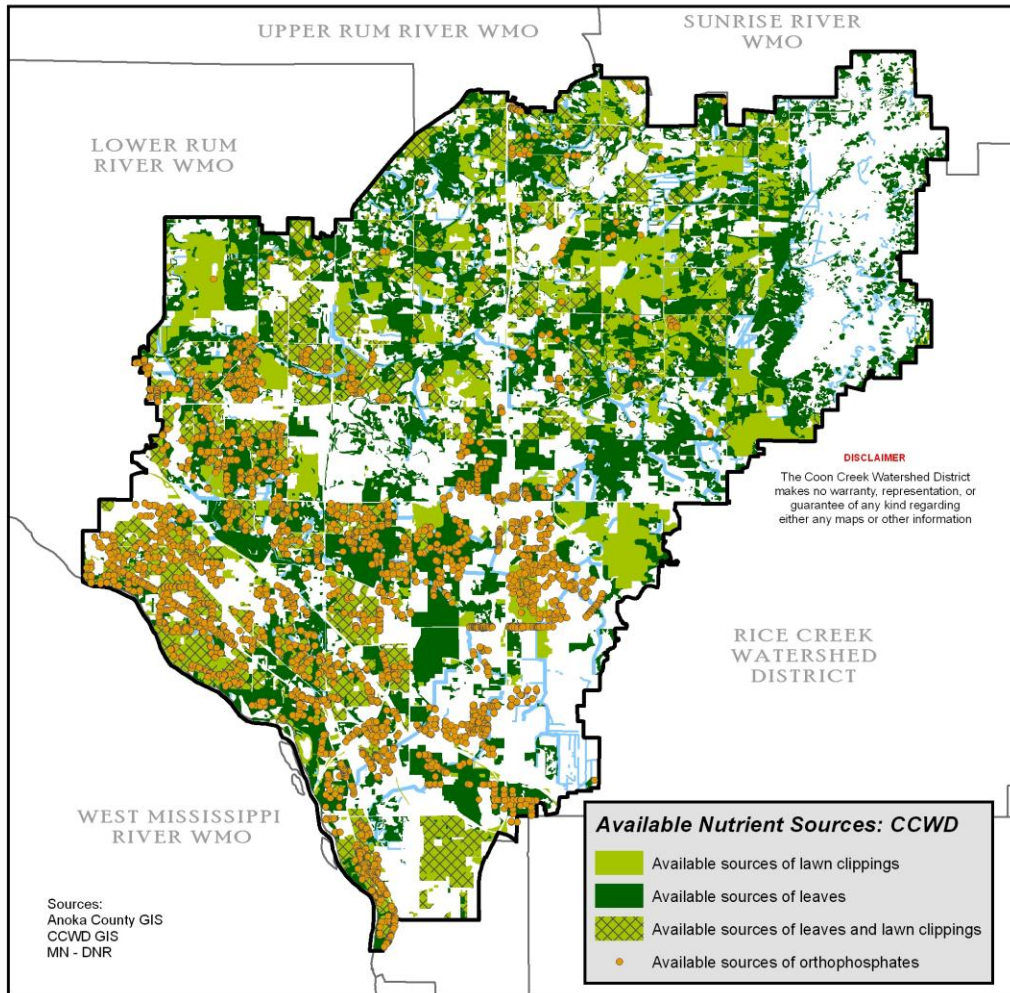 UPPER RUM RIVER WMO
SUNRISE RIVER
WMO
LOWER RUM
RIVER WMO
DISCLAIMER
The Coon Creek Watershed District
makes no warranty, representation, or
guarantee of any kind regarding
either any maps or other information
RICE CREEK
WATERSHED
DISTRICT
WEST MISSISSIPPI
RIVER WMO
Sources:
Anoka County GIS
CCWD GIS
MN - DNR
Available Nutrient Sources: CCWD
Available sources of lawn clippings
Available sources of leaves
Available sources of leaves and lawn clippings
Available sources of orthophosphates